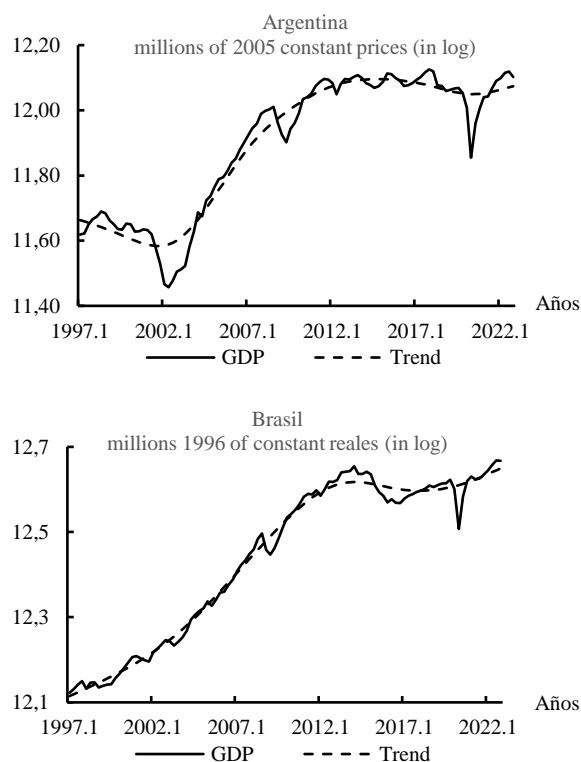 Argentina
millions of 2005 constant prices (in log)
12,20
12,00
11,80
11,60
11,40
1997.1 2002.1 2007.1 2012.1 2017.1 2022.1
Años
GDP Trend
Brasil
millions 1996 of constant reales (in log)
12,7
12,5
12,3
12,1
1997.1 2002.1 2007.1 2012.1 2017.1 2022.1
Años
GDP Trend